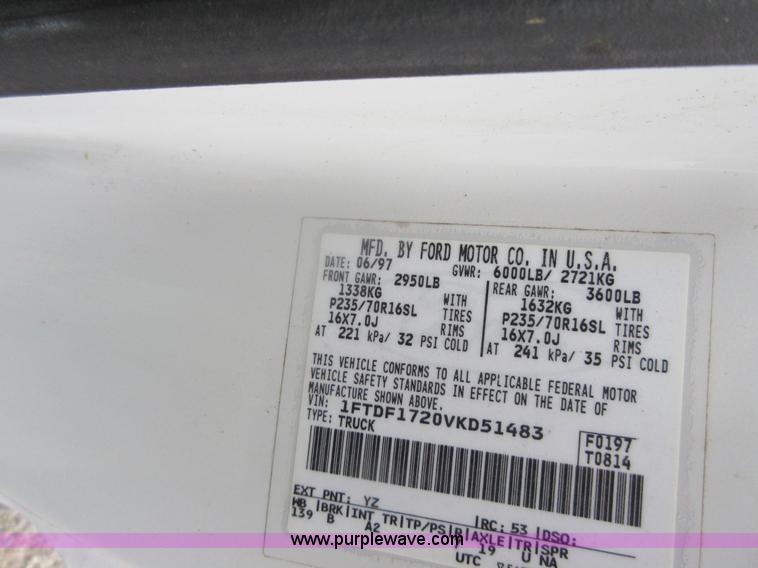 MFD. BY FORD MOTOR CO. IN U.S.A.
DATE: 06/97 GVWR: 6000LB/ 2721KG
FRONT GAWR: 2950LB REAR GAWR: 3600LB
1338KG WITH 1632KG WITH
P235/70R16SL TIRES P235/70R16SL TIRES
16X7.0J RIMS 16X7.0J RIMS
AT 221 kPa/ 32 PSI COLD AT 241 kPa/ 35 PSI COLD
THIS VEHICLE CONFORMS TO ALL APPLICABLE FEDERAL MOTOR
VEHICLE SAFETY STANDARDS IN EFFECT ON THE DATE OF
MANUFACTURE SHOWN ABOVE.
VIN: 1FTDF1720VKD51483 F0197
TYPE: TRUCK T0814
EXT PNT: YZ RC: 53 DSO:
WB BRK INT TR TP/PS R AXLE TR SPR
139 B A2 19 U NA
UTC
www.purplewave.com